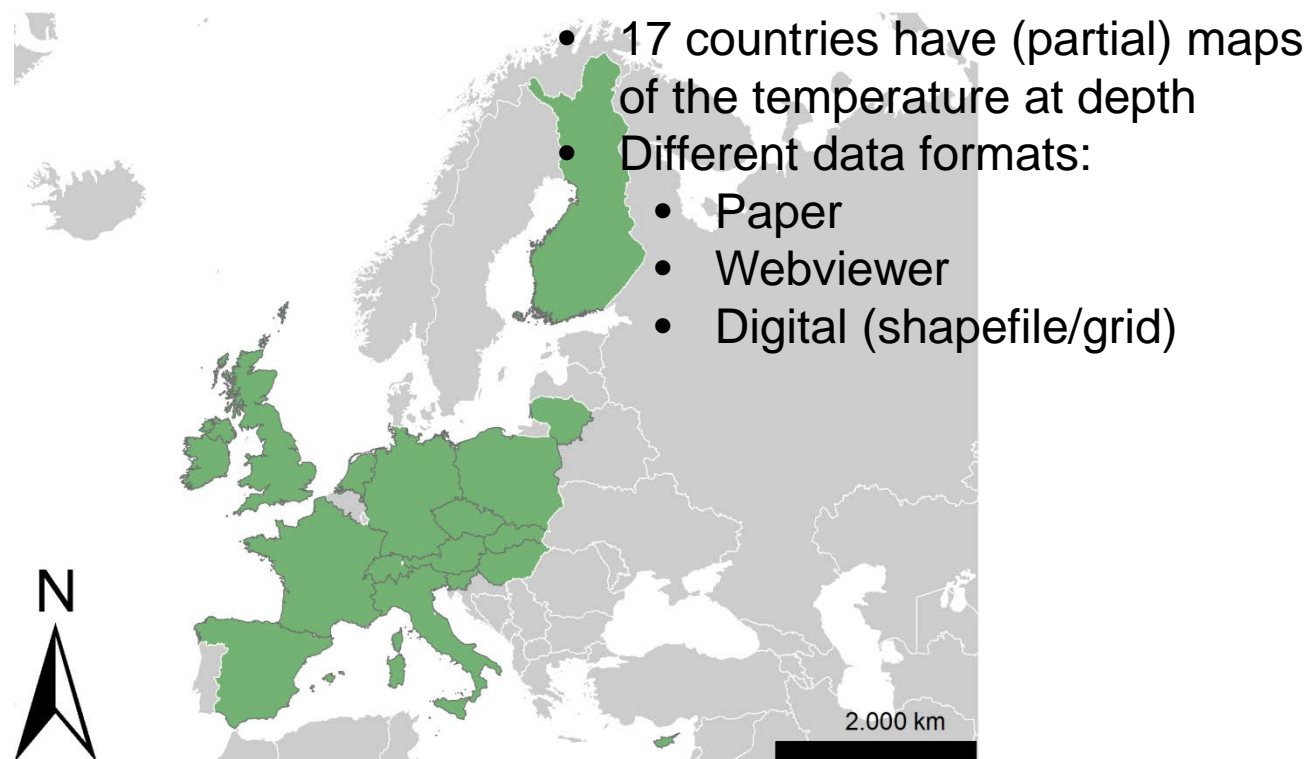 • 17 countries have (partial) maps
of the temperature at depth
• Different data formats:
• Paper
• Webviewer
• Digital (shapefile/grid)
N
2.000 km